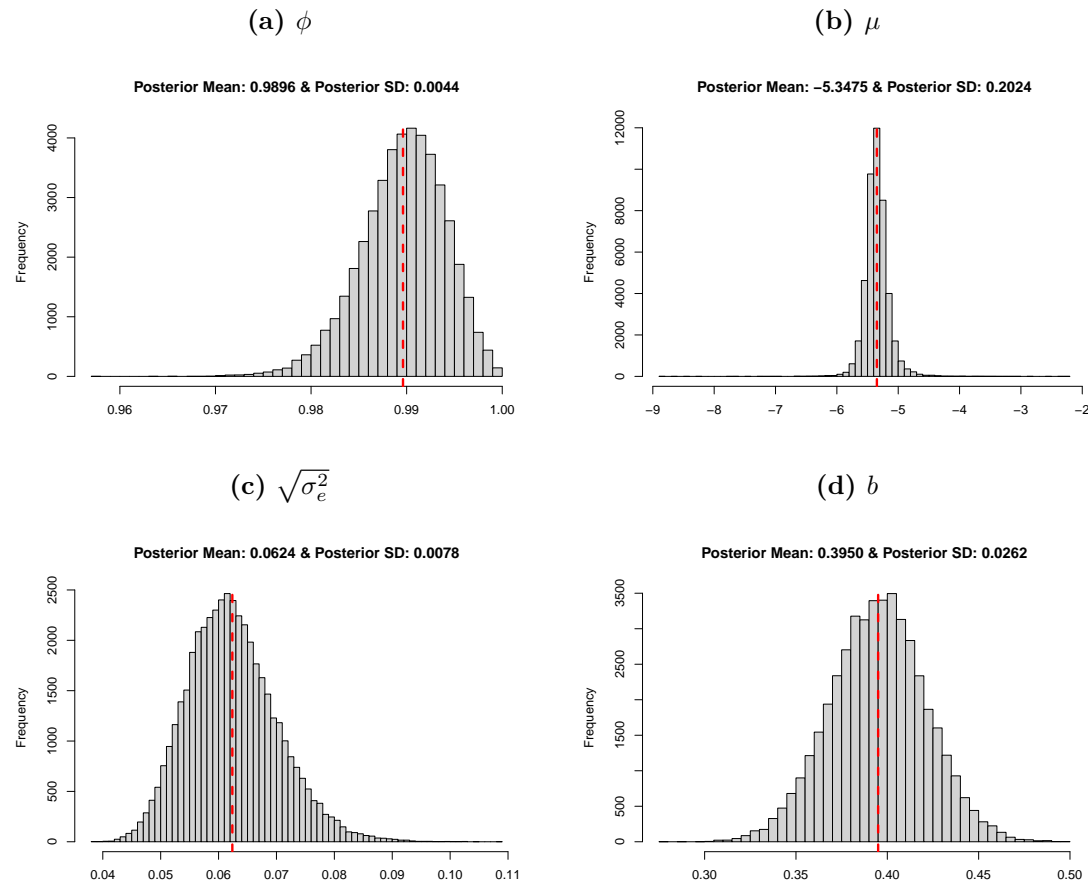 (a) ϕ
(b) μ
Posterior Mean: 0.9896 & Posterior SD: 0.0044
Posterior Mean: −5.3475 & Posterior SD: 0.2024
Frequency
0 1000 2000 3000 4000
0.96 0.97 0.98 0.99 1.00
Frequency
0 2000 4000 6000 8000 12000
−9 −8 −7 −6 −5 −4 −3 −2
(c) √σ²ₑ
(d) b
Posterior Mean: 0.0624 & Posterior SD: 0.0078
Posterior Mean: 0.3950 & Posterior SD: 0.0262
Frequency
0 500 1000 1500 2000 2500
0.04 0.05 0.06 0.07 0.08 0.09 0.10 0.11
Frequency
0 500 1500 2500 3500
0.30 0.35 0.40 0.45 0.50